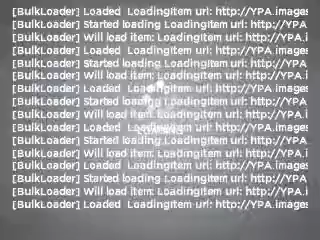 [BulkLoader] Loaded LoadingItem url: http://YPA.images
[BulkLoader] Started loading LoadingItem url: http://YPA
[BulkLoader] Will load item: LoadingItem url: http://YPA.i
[BulkLoader] Loaded LoadingItem url: http://YPA.images
[BulkLoader] Started loading LoadingItem url: http://YPA
[BulkLoader] Will load item: LoadingItem url: http://YPA.i
[BulkLoader] Loaded LoadingItem url: http://YPA.images
[BulkLoader] Started loading LoadingItem url: http://YPA
[BulkLoader] Will load item: LoadingItem url: http://YPA.i
[BulkLoader] Loaded LoadingItem url: http://YPA.images
[BulkLoader] Started loading LoadingItem url: http://YPA
[BulkLoader] Will load item: LoadingItem url: http://YPA.i
[BulkLoader] Loaded LoadingItem url: http://YPA.images
[BulkLoader] Started loading LoadingItem url: http://YPA
[BulkLoader] Will load item: LoadingItem url: http://YPA.i
[BulkLoader] Loaded LoadingItem url: http://YPA.images